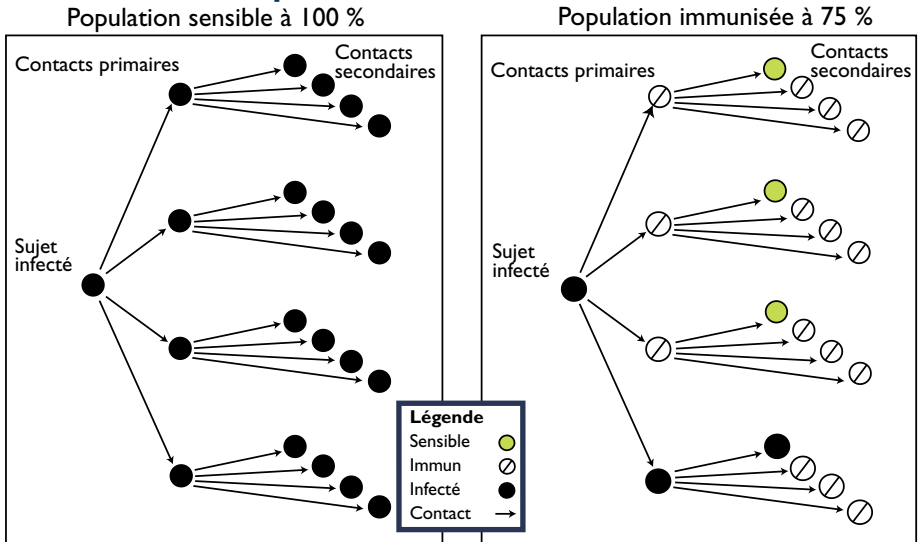 Population sensible à 100 %
Contacts primaires
Contacts
secondaires
Sujet
infecté
Population immunisée à 75 %
Contacts primaires
Contacts
secondaires
Sujet
infecté
Légende
Sensible
Immun
Infecté
Contact